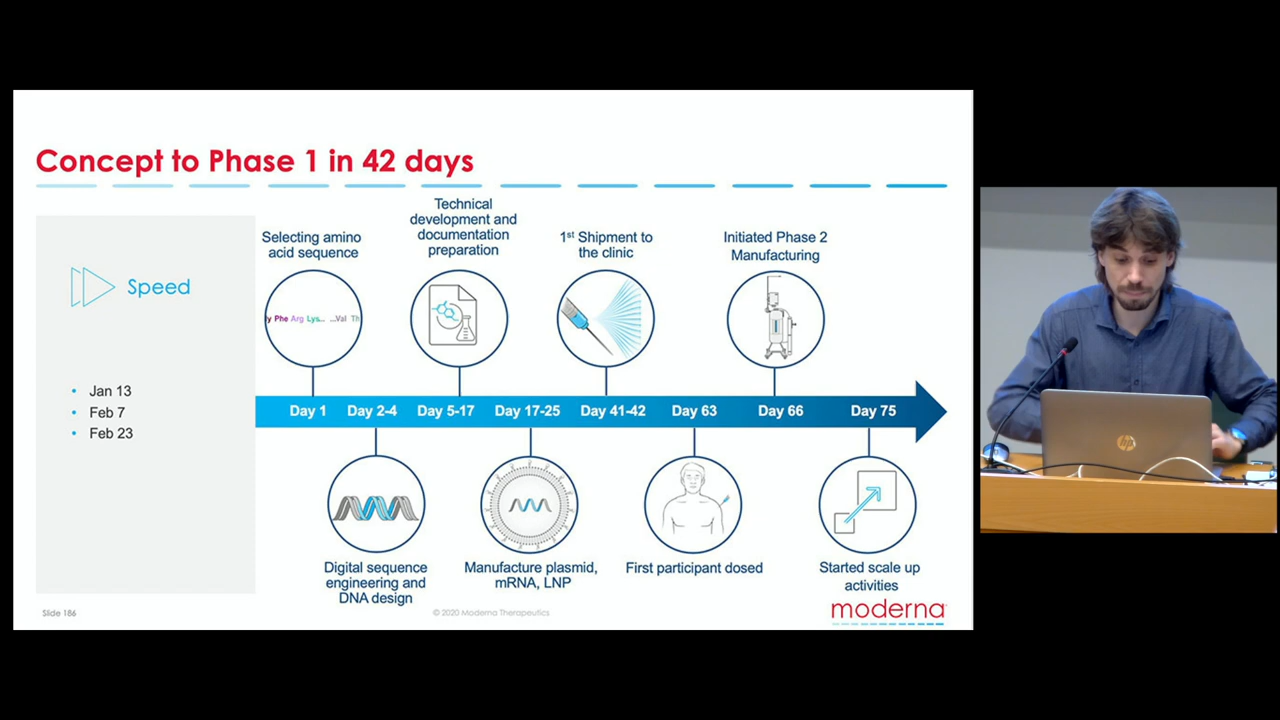 Concept to Phase 1 in 42 days
Speed
• Jan 13
• Feb 7
• Feb 23
Selecting amino
acid sequence
Technical
development and
documentation
preparation
1st Shipment to
the clinic
Initiated Phase 2
Manufacturing
y Phe Arg Lys... ...Val Th
Day 1
Day 2-4
Day 5-17
Day 17-25
Day 41-42
Day 63
Day 66
Day 75
Digital sequence
engineering and
DNA design
Manufacture plasmid,
mRNA, LNP
First participant dosed
Started scale up
activities
Slide 186
© 2020 Moderna Therapeutics
moderna
hp